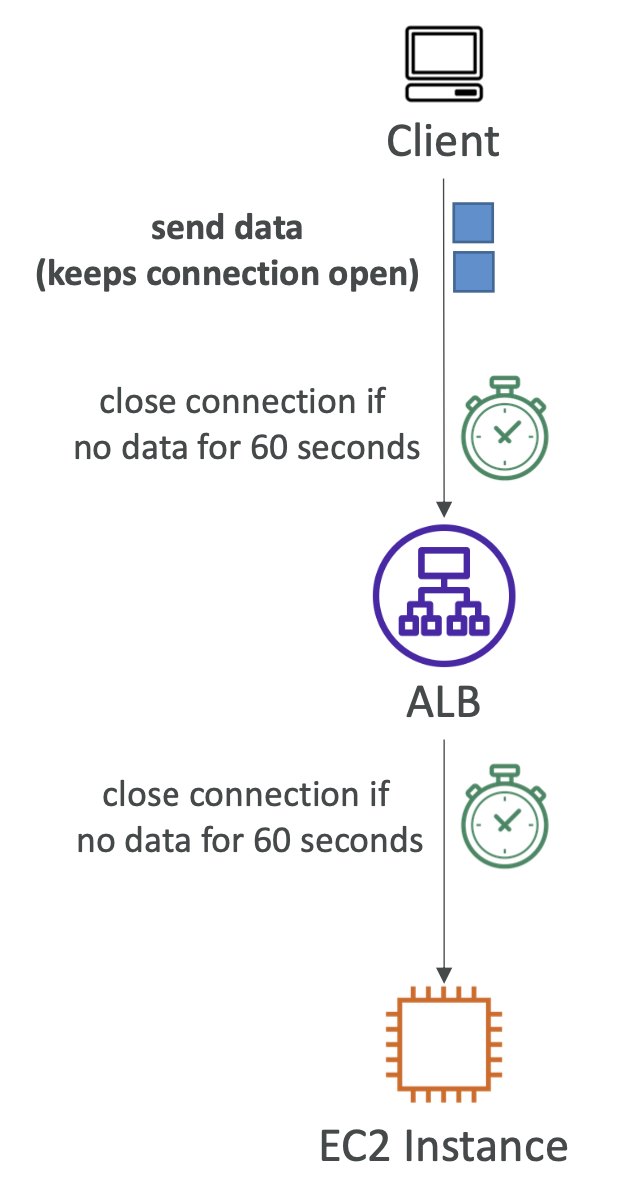 Client
send data
(keeps connection open)
close connection if
no data for 60 seconds
ALB
close connection if
no data for 60 seconds
EC2 Instance